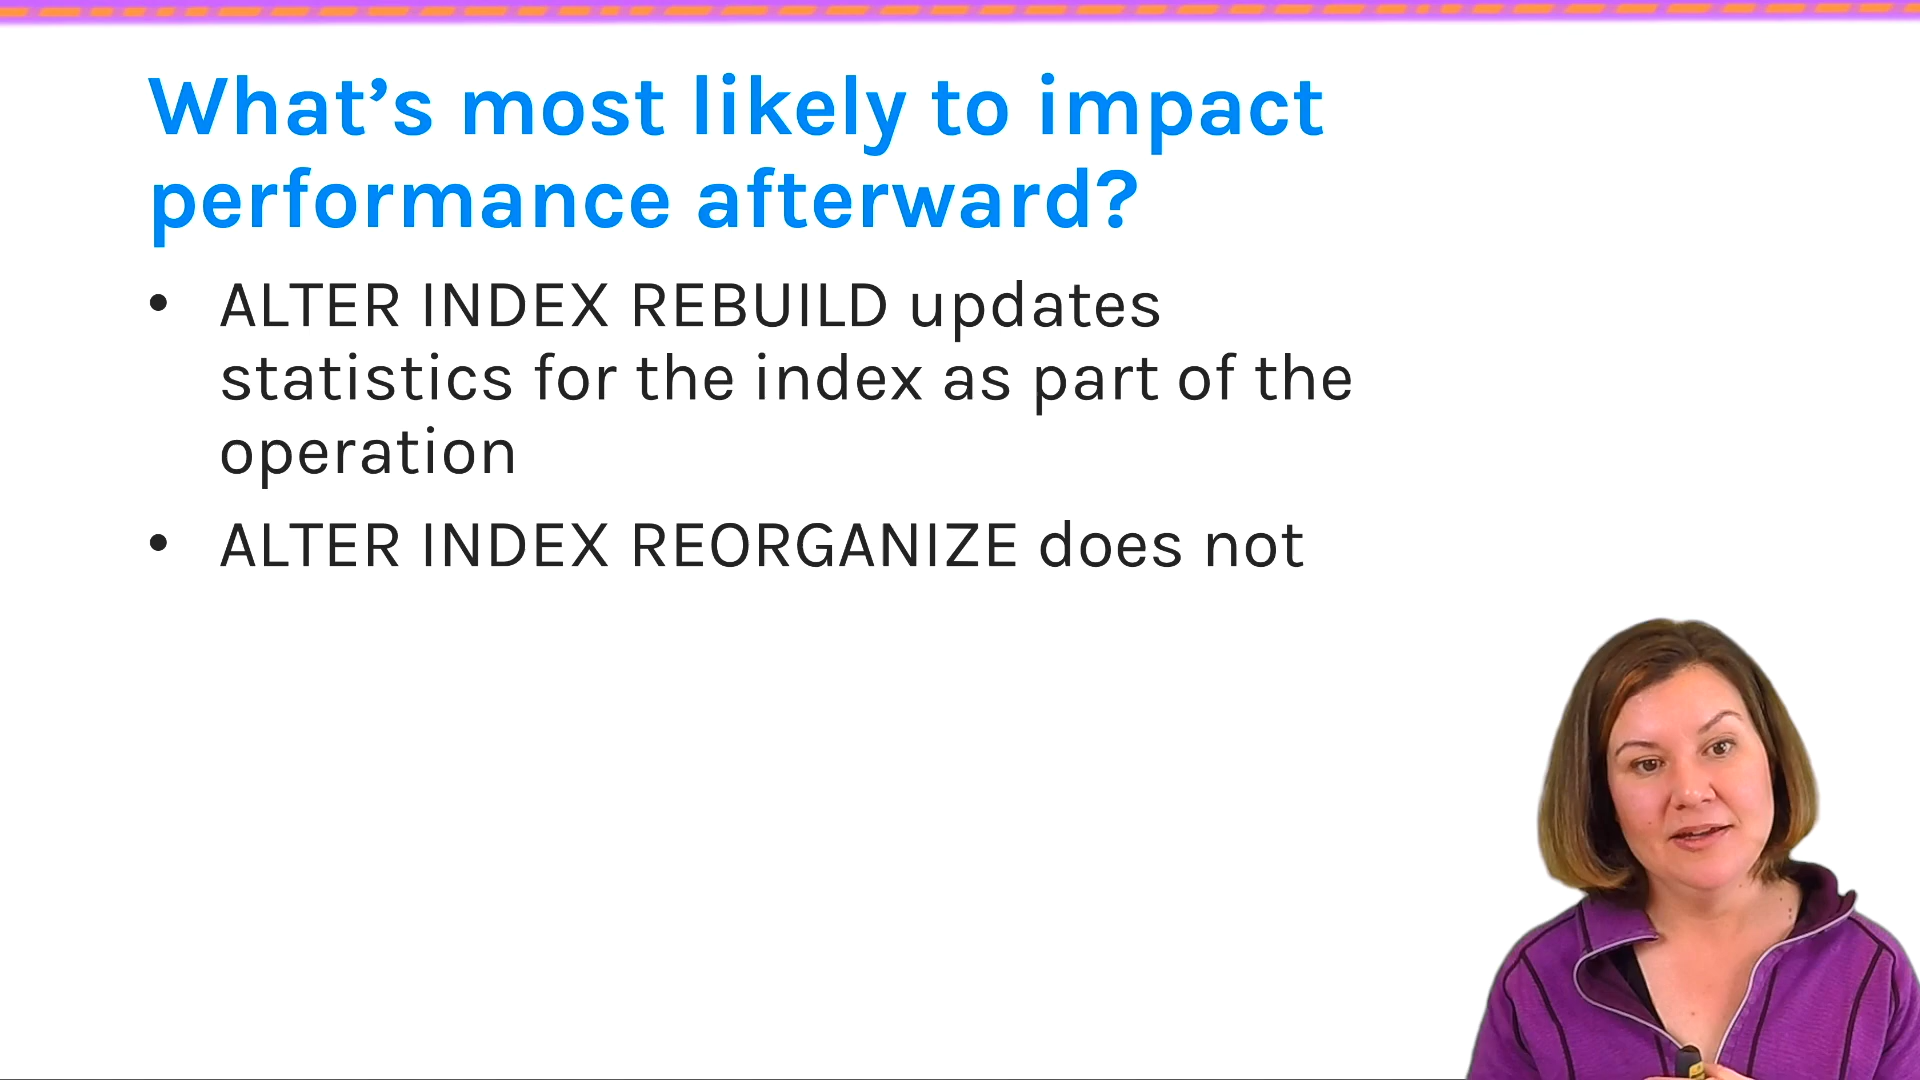 What’s most likely to impact
performance afterward?
• ALTER INDEX REBUILD updates
statistics for the index as part of the
operation
• ALTER INDEX REORGANIZE does not